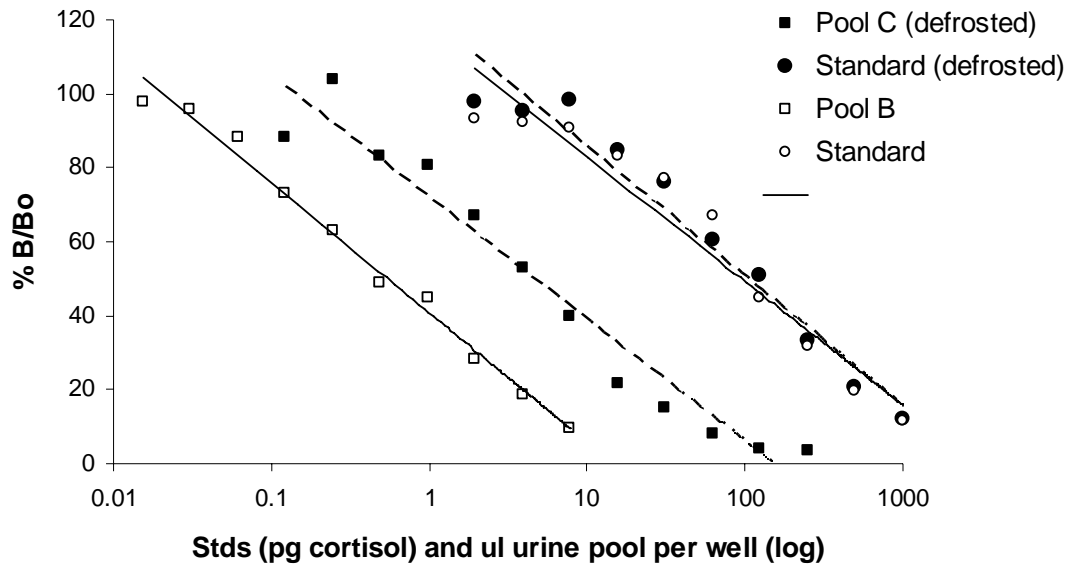 120
100
80
60
40
20
0
% B/Bo
0.01 0.1 1 10 100 1000
Stds (pg cortisol) and ul urine pool per well (log)
Pool C (defrosted)
Standard (defrosted)
Pool B
Standard